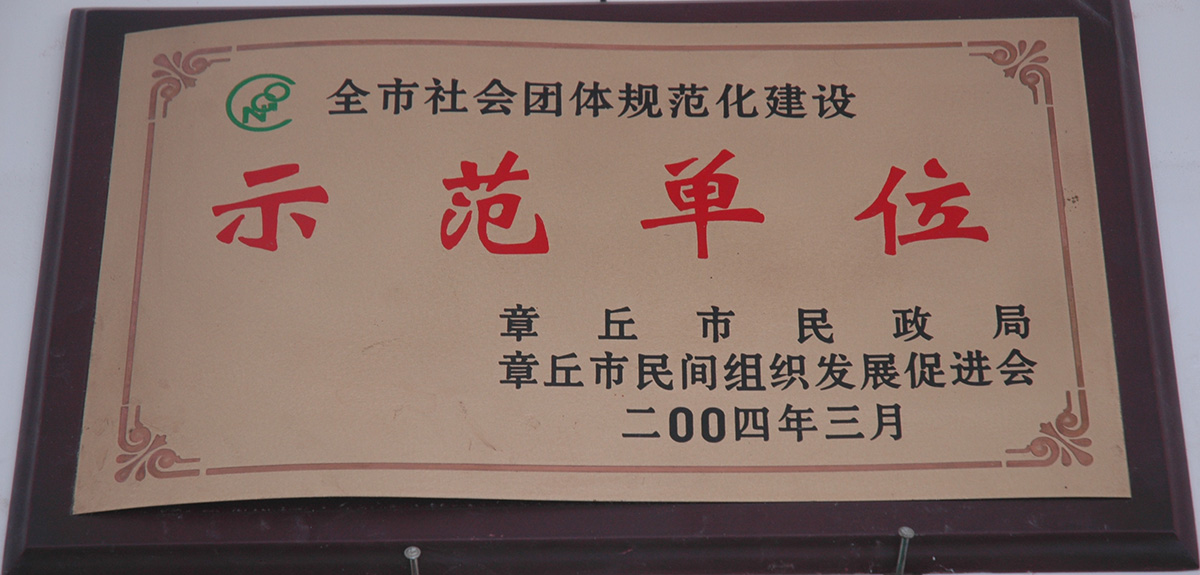 NGO 全市社会团体规范化建设
示范单位
章丘市民政局
章丘市民间组织发展促进会
二00四年三月